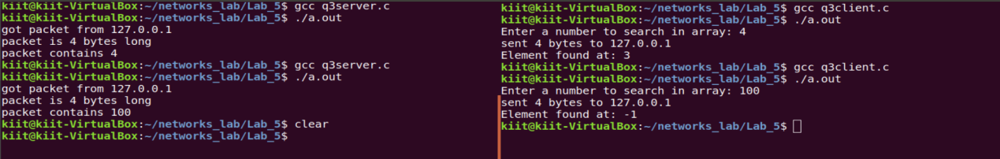 kiit@kiit-VirtualBox:~/networks_lab/Lab_5$ gcc q3server.c
kiit@kiit-VirtualBox:~/networks_lab/Lab_5$ ./a.out
got packet from 127.0.0.1
packet is 4 bytes long
packet contains 4
kiit@kiit-VirtualBox:~/networks_lab/Lab_5$ gcc q3server.c
kiit@kiit-VirtualBox:~/networks_lab/Lab_5$ ./a.out
got packet from 127.0.0.1
packet is 4 bytes long
packet contains 100
kiit@kiit-VirtualBox:~/networks_lab/Lab_5$ clear
kiit@kiit-VirtualBox:~/networks_lab/Lab_5$
kiit@kiit-VirtualBox:~/networks_lab/Lab_5$ gcc q3client.c
kiit@kiit-VirtualBox:~/networks_lab/Lab_5$ ./a.out
Enter a number to search in array: 4
sent 4 bytes to 127.0.0.1
Element found at: 3
kiit@kiit-VirtualBox:~/networks_lab/Lab_5$ gcc q3client.c
kiit@kiit-VirtualBox:~/networks_lab/Lab_5$ ./a.out
Enter a number to search in array: 100
sent 4 bytes to 127.0.0.1
Element found at: -1
kiit@kiit-VirtualBox:~/networks_lab/Lab_5$